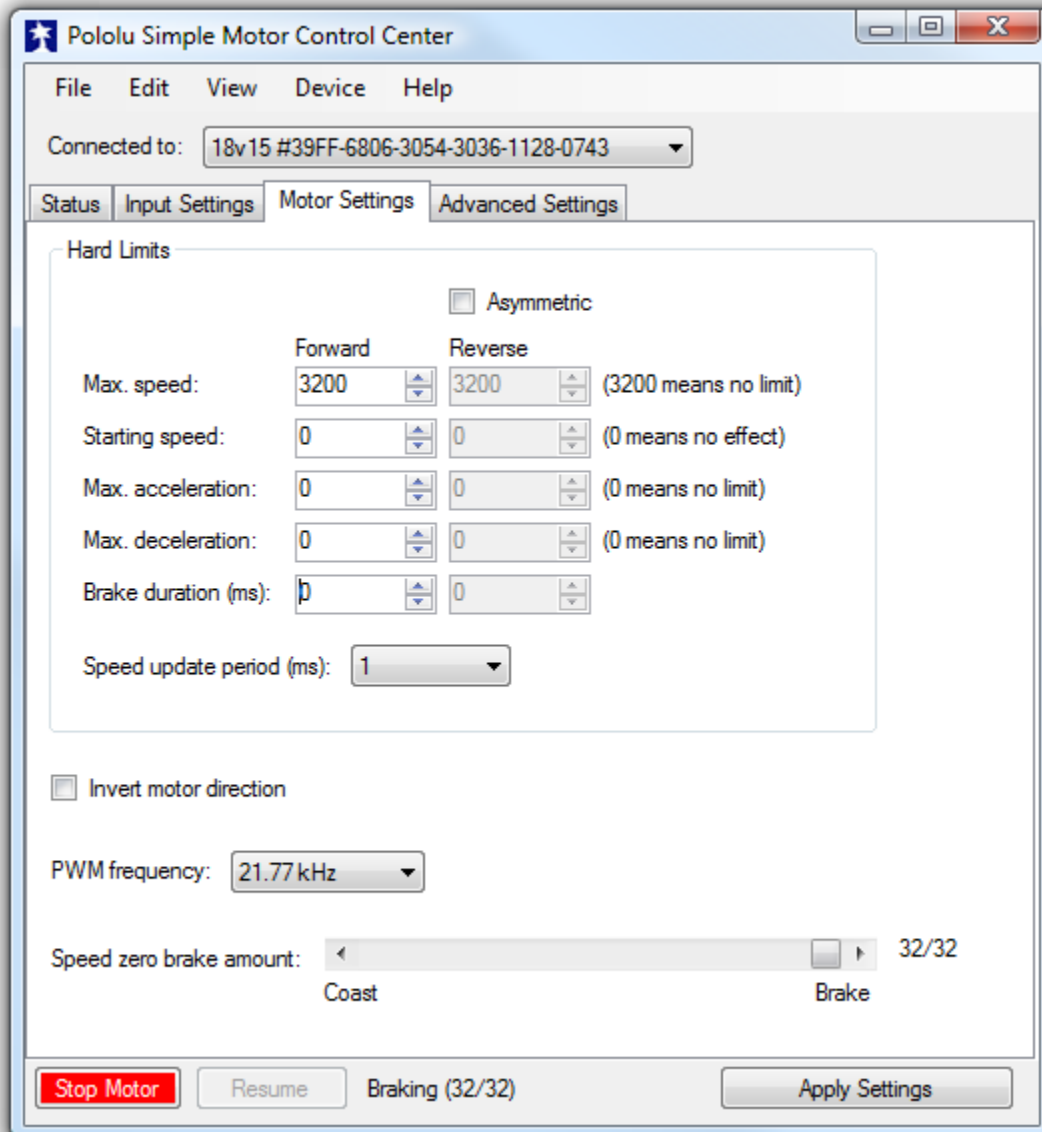 Pololu Simple Motor Control Center
File Edit View Device Help
Connected to: 18v15 #39FF-6806-3054-3036-1128-0743
Status Input Settings Motor Settings Advanced Settings
Hard Limits
Asymmetric
Forward Reverse
Max. speed: 3200 3200 (3200 means no limit)
Starting speed: 0 0 (0 means no effect)
Max. acceleration: 0 0 (0 means no limit)
Max. deceleration: 0 0 (0 means no limit)
Brake duration (ms): 0 0
Speed update period (ms): 1
Invert motor direction
PWM frequency: 21.77 kHz
Speed zero brake amount: 32/32
Coast Brake
Stop Motor Resume Braking (32/32) Apply Settings